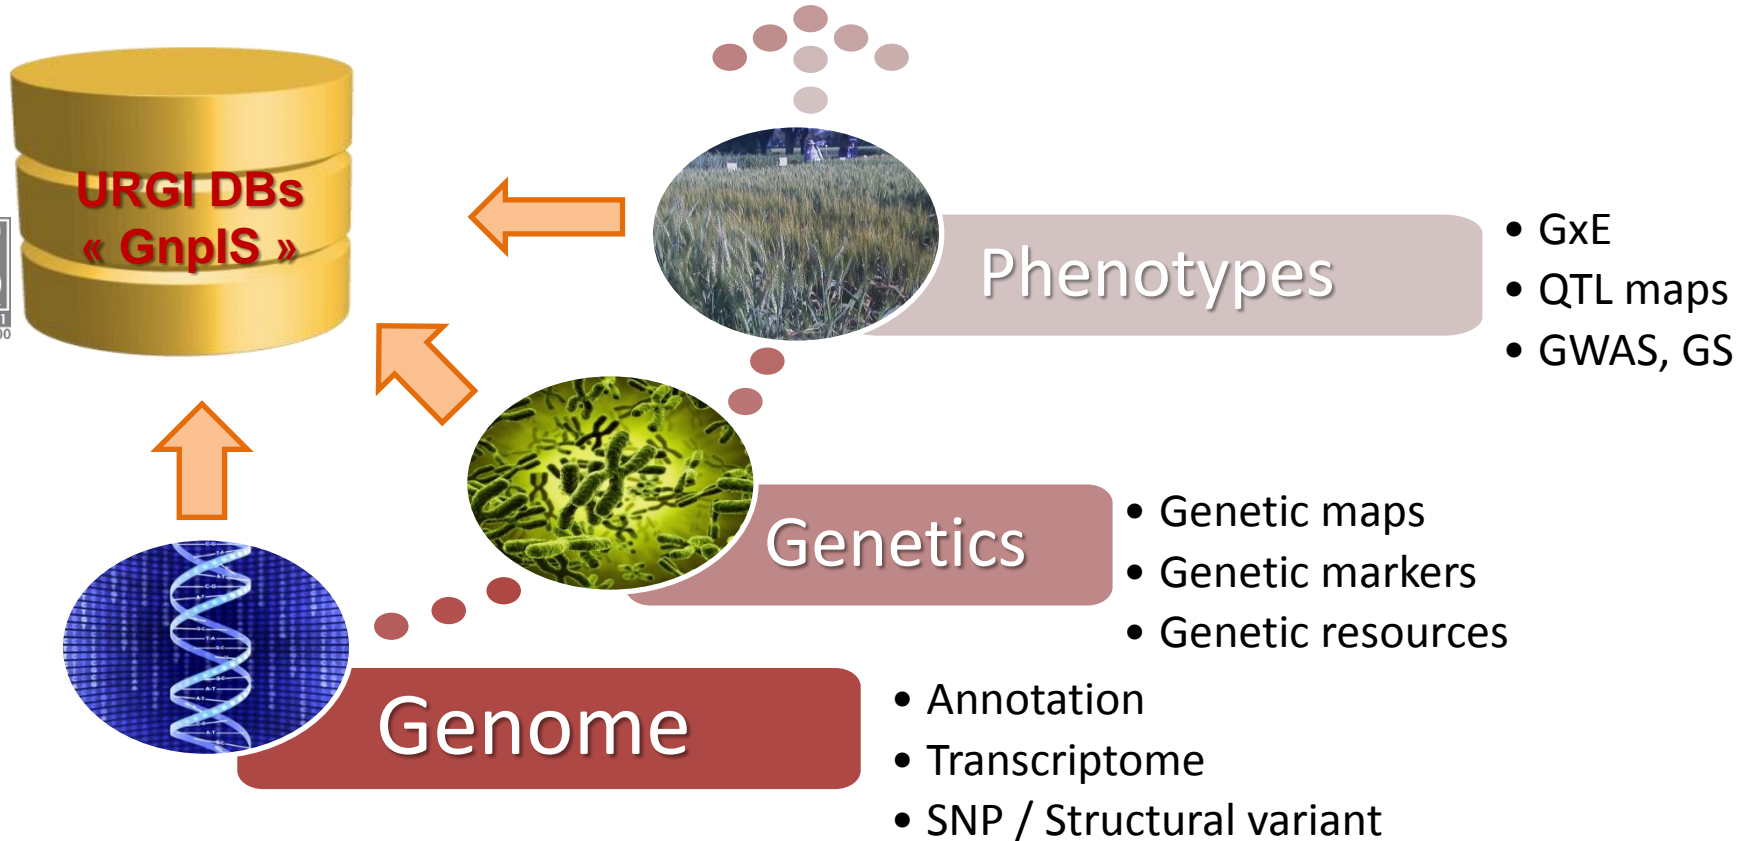 URGI DBs
« GnpIS »
Phenotypes
• GxE
• QTL maps
• GWAS, GS
Genetics
• Genetic maps
• Genetic markers
• Genetic resources
Genome
• Annotation
• Transcriptome
• SNP / Structural variant